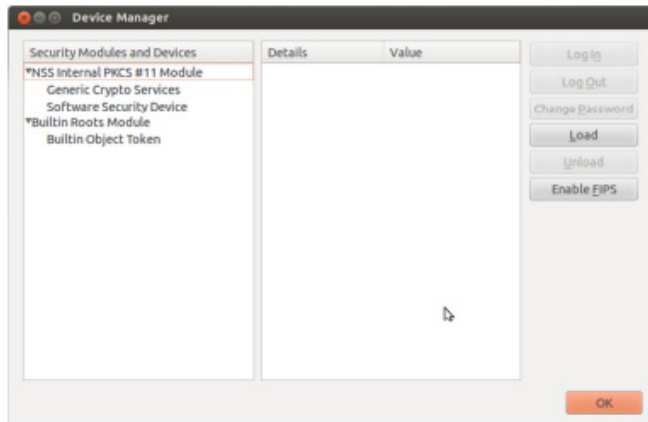 Device Manager
Security Modules and Devices
NSS Internal PKCS #11 Module
Generic Crypto Services
Software Security Device
Builtin Roots Module
Builtin Object Token
Details Value
Log In
Log Out
Change Password
Load
Unload
Enable FIPS
OK